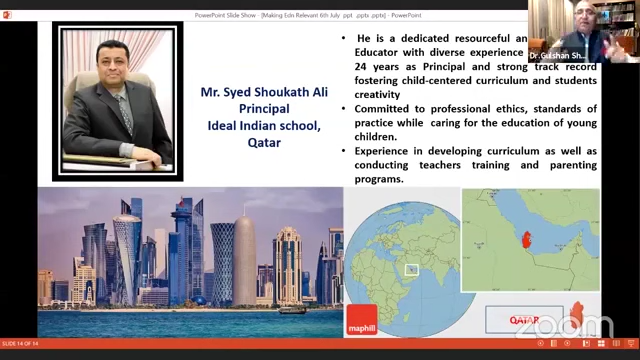 PowerPoint Slide Show - [Making Edn Relevant 6th July .ppt .pptx .pptx] - PowerPoint
Dr.Gulshan Sh...
Mr. Syed Shoukath Ali
Principal
Ideal Indian school,
Qatar
• He is a dedicated resourceful an
Educator with diverse experience
24 years as Principal and strong track record
fostering child-centered curriculum and students
creativity
• Committed to professional ethics, standards of
practice while caring for the education of young
children.
• Experience in developing curriculum as well as
conducting teachers training and parenting
programs.
maphill
QATAR
zoom
SLIDE 14 OF 14